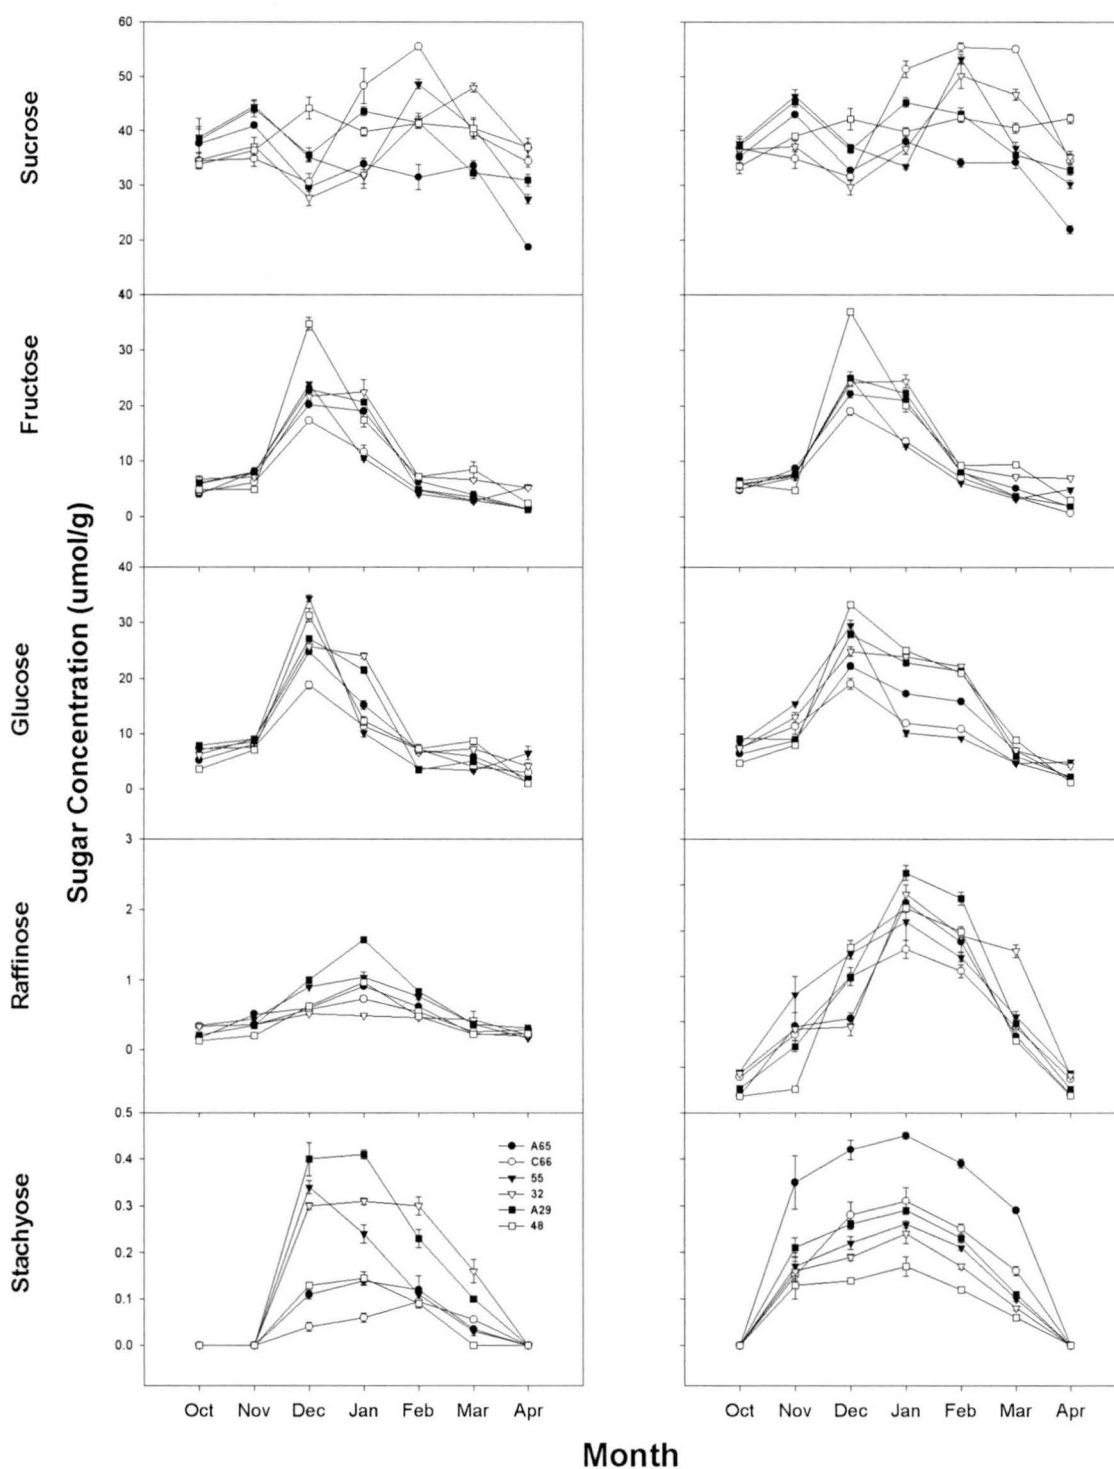 Sugar Concentration (umol/g)
Sucrose
60
50
40
30
20
Fructose
40
30
20
10
0
Glucose
40
30
20
10
0
Raffinose
3
2
1
0
Stachyose
0.5
0.4
0.3
0.2
0.1
0.0
A65
C66
55
32
A29
48
Oct Nov Dec Jan Feb Mar Apr
Oct Nov Dec Jan Feb Mar Apr
Month